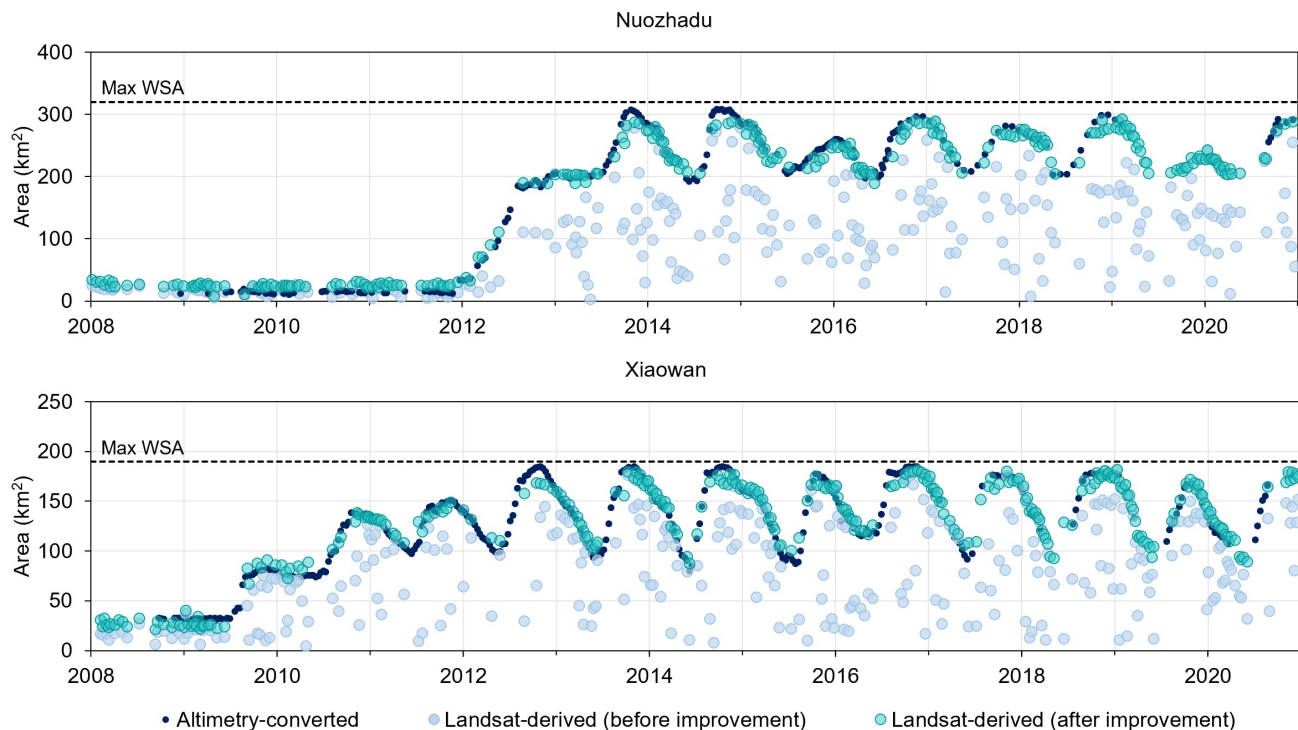 Nuozhadu
400
Max WSA
300
Area (km²)
200
100
0
2008 2010 2012 2014 2016 2018 2020
Xiaowan
250
200
Max WSA
150
Area (km²)
100
50
0
2008 2010 2012 2014 2016 2018 2020
Altimetry-converted Landsat-derived (before improvement) Landsat-derived (after improvement)